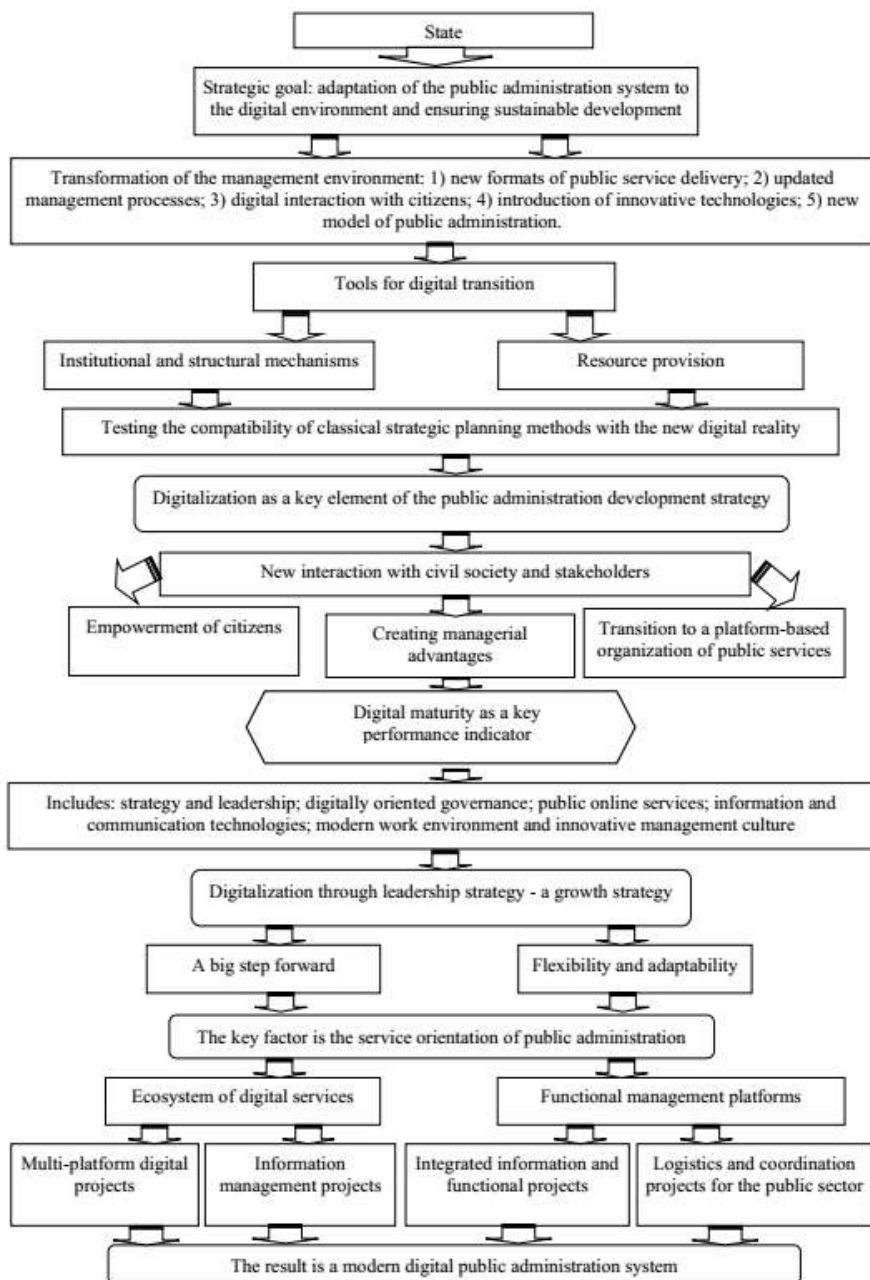 State
Strategic goal: adaptation of the public administration system to
the digital environment and ensuring sustainable development
Transformation of the management environment: 1) new formats of public service delivery; 2) updated
management processes; 3) digital interaction with citizens; 4) introduction of innovative technologies; 5) new
model of public administration.
Tools for digital transition
Institutional and structural mechanisms
Resource provision
Testing the compatibility of classical strategic planning methods with the new digital reality
Digitalization as a key element of the public administration development strategy
New interaction with civil society and stakeholders
Empowerment of citizens
Creating managerial
advantages
Transition to a platform-based
organization of public services
Digital maturity as a key
performance indicator
Includes: strategy and leadership; digitally oriented governance; public online services; information and
communication technologies; modern work environment and innovative management culture
Digitalization through leadership strategy - a growth strategy
A big step forward
Flexibility and adaptability
The key factor is the service orientation of public administration
Ecosystem of digital services
Functional management platforms
Multi-platform digital
projects
Information
management projects
Integrated information and
functional projects
Logistics and coordination
projects for the public sector
The result is a modern digital public administration system